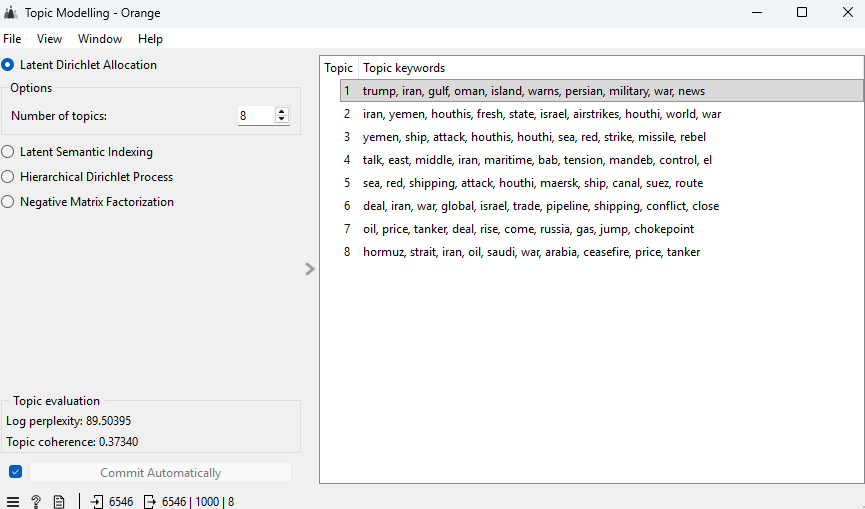 Topic Modelling - Orange
File View Window Help
Latent Dirichlet Allocation
Options
Number of topics: 8
Latent Semantic Indexing
Hierarchical Dirichlet Process
Negative Matrix Factorization
Topic Topic keywords
1 trump, iran, gulf, oman, island, warns, persian, military, war, news
2 iran, yemen, houthis, fresh, state, israel, airstrikes, houthi, world, war
3 yemen, ship, attack, houthis, houthi, sea, red, strike, missile, rebel
4 talk, east, middle, iran, maritime, bab, tension, mandeb, control, el
5 sea, red, shipping, attack, houthi, maersk, ship, canal, suez, route
6 deal, iran, war, global, israel, trade, pipeline, shipping, conflict, close
7 oil, price, tanker, deal, rise, come, russia, gas, jump, chokepoint
8 hormuz, strait, iran, oil, saudi, war, arabia, ceasefire, price, tanker
Topic evaluation
Log perplexity: 89.50395
Topic coherence: 0.37340
Commit Automatically
? 6546 6546 | 1000 | 8